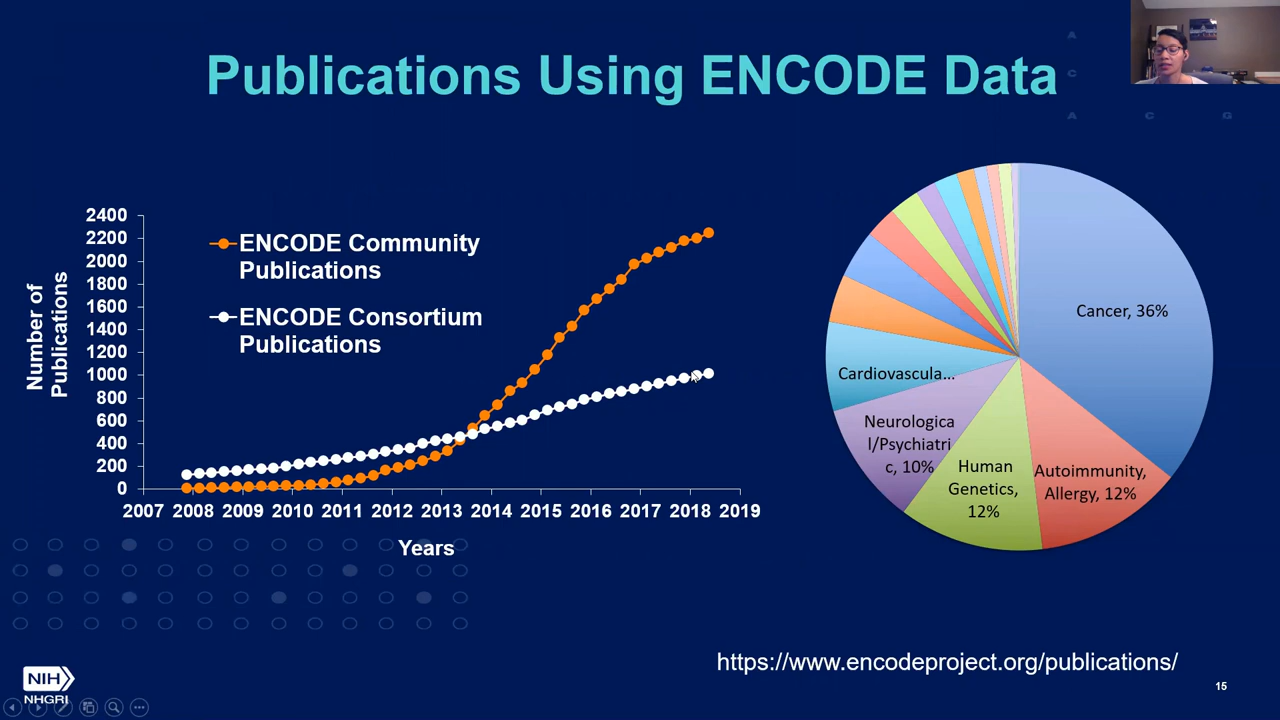 Publications Using ENCODE Data
A
C
A C G
2400
2200
2000
1800
1600
1400
1200
1000
800
600
400
200
0
Number of
Publications
ENCODE Community
Publications
ENCODE Consortium
Publications
2007 2008 2009 2010 2011 2012 2013 2014 2015 2016 2017 2018 2019
Years
Cancer, 36%
Autoimmunity,
Allergy, 12%
Human
Genetics,
12%
Neurologica
l/Psychiatri
c, 10%
Cardiovascula...
https://www.encodeproject.org/publications/
NIH
NHGRI
15